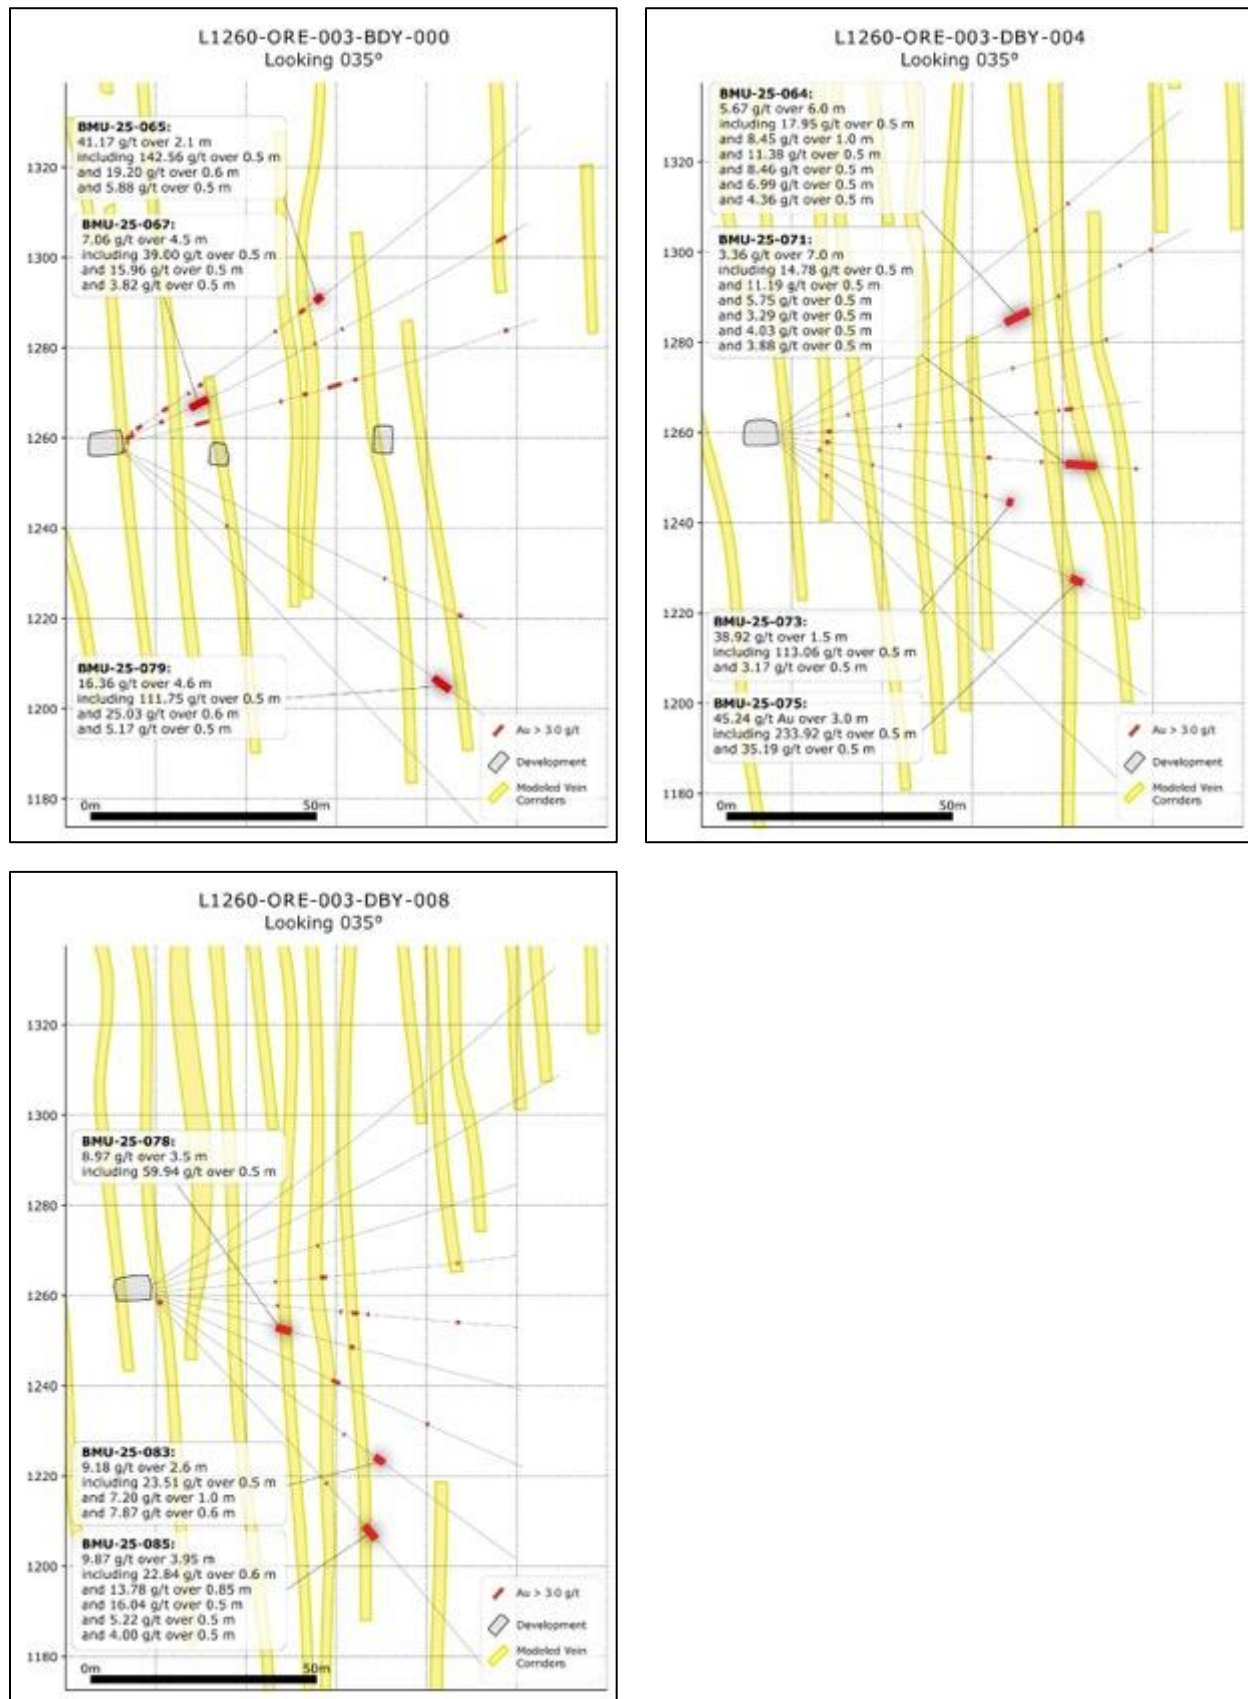 L1260-ORE-003-BDY-000
Looking 035°
BMU-25-065:
41.17 g/t over 2.1 m
including 142.56 g/t over 0.5 m
and 19.20 g/t over 0.6 m
and 5.88 g/t over 0.5 m
BMU-25-067:
7.06 g/t over 4.5 m
including 39.00 g/t over 0.5 m
and 15.96 g/t over 0.5 m
and 3.82 g/t over 0.5 m
BMU-25-079:
16.36 g/t over 4.6 m
including 111.75 g/t over 0.5 m
and 25.03 g/t over 0.6 m
and 5.17 g/t over 0.5 m
1320
1300
1280
1260
1240
1220
1200
1180
0m
50m
Au > 3.0 g/t
Development
Modeled Vein
Corridors
L1260-ORE-003-DBY-004
Looking 035°
BMU-25-064:
5.67 g/t over 6.0 m
including 17.95 g/t over 0.5 m
and 8.45 g/t over 1.0 m
and 11.38 g/t over 0.5 m
and 8.46 g/t over 0.5 m
and 6.99 g/t over 0.5 m
and 4.36 g/t over 0.5 m
BMU-25-071:
3.36 g/t over 7.0 m
including 14.78 g/t over 0.5 m
and 11.19 g/t over 0.5 m
and 5.75 g/t over 0.5 m
and 3.29 g/t over 0.5 m
and 4.03 g/t over 0.5 m
and 3.88 g/t over 0.5 m
BMU-25-073:
38.92 g/t over 1.5 m
including 113.06 g/t over 0.5 m
and 3.17 g/t over 0.5 m
BMU-25-075:
45.24 g/t Au over 3.0 m
including 233.92 g/t over 0.5 m
and 35.19 g/t over 0.5 m
1320
1300
1280
1260
1240
1220
1200
1180
0m
50m
Au > 3.0 g/t
Development
Modeled Vein
Corridors
L1260-ORE-003-DBY-008
Looking 035°
BMU-25-078:
8.97 g/t over 3.5 m
including 59.94 g/t over 0.5 m
BMU-25-083:
9.18 g/t over 2.6 m
including 23.51 g/t over 0.5 m
and 7.20 g/t over 1.0 m
and 7.87 g/t over 0.6 m
BMU-25-085:
9.87 g/t over 3.95 m
including 22.84 g/t over 0.6 m
and 13.78 g/t over 0.85 m
and 16.04 g/t over 0.5 m
and 5.22 g/t over 0.5 m
and 4.00 g/t over 0.5 m
1320
1300
1280
1260
1240
1220
1200
1180
0m
50m
Au > 3.0 g/t
Development
Modeled Vein
Corridors